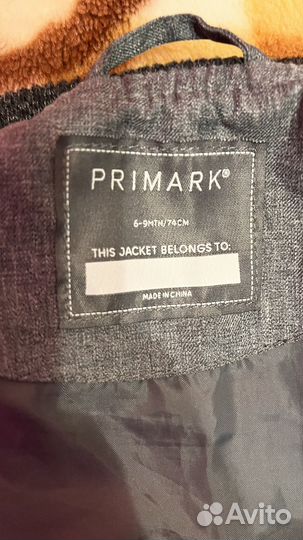 PRIMARK®
6-9MTH/74CM
THIS JACKET BELONGS TO:
MADE IN CHINA
Avito